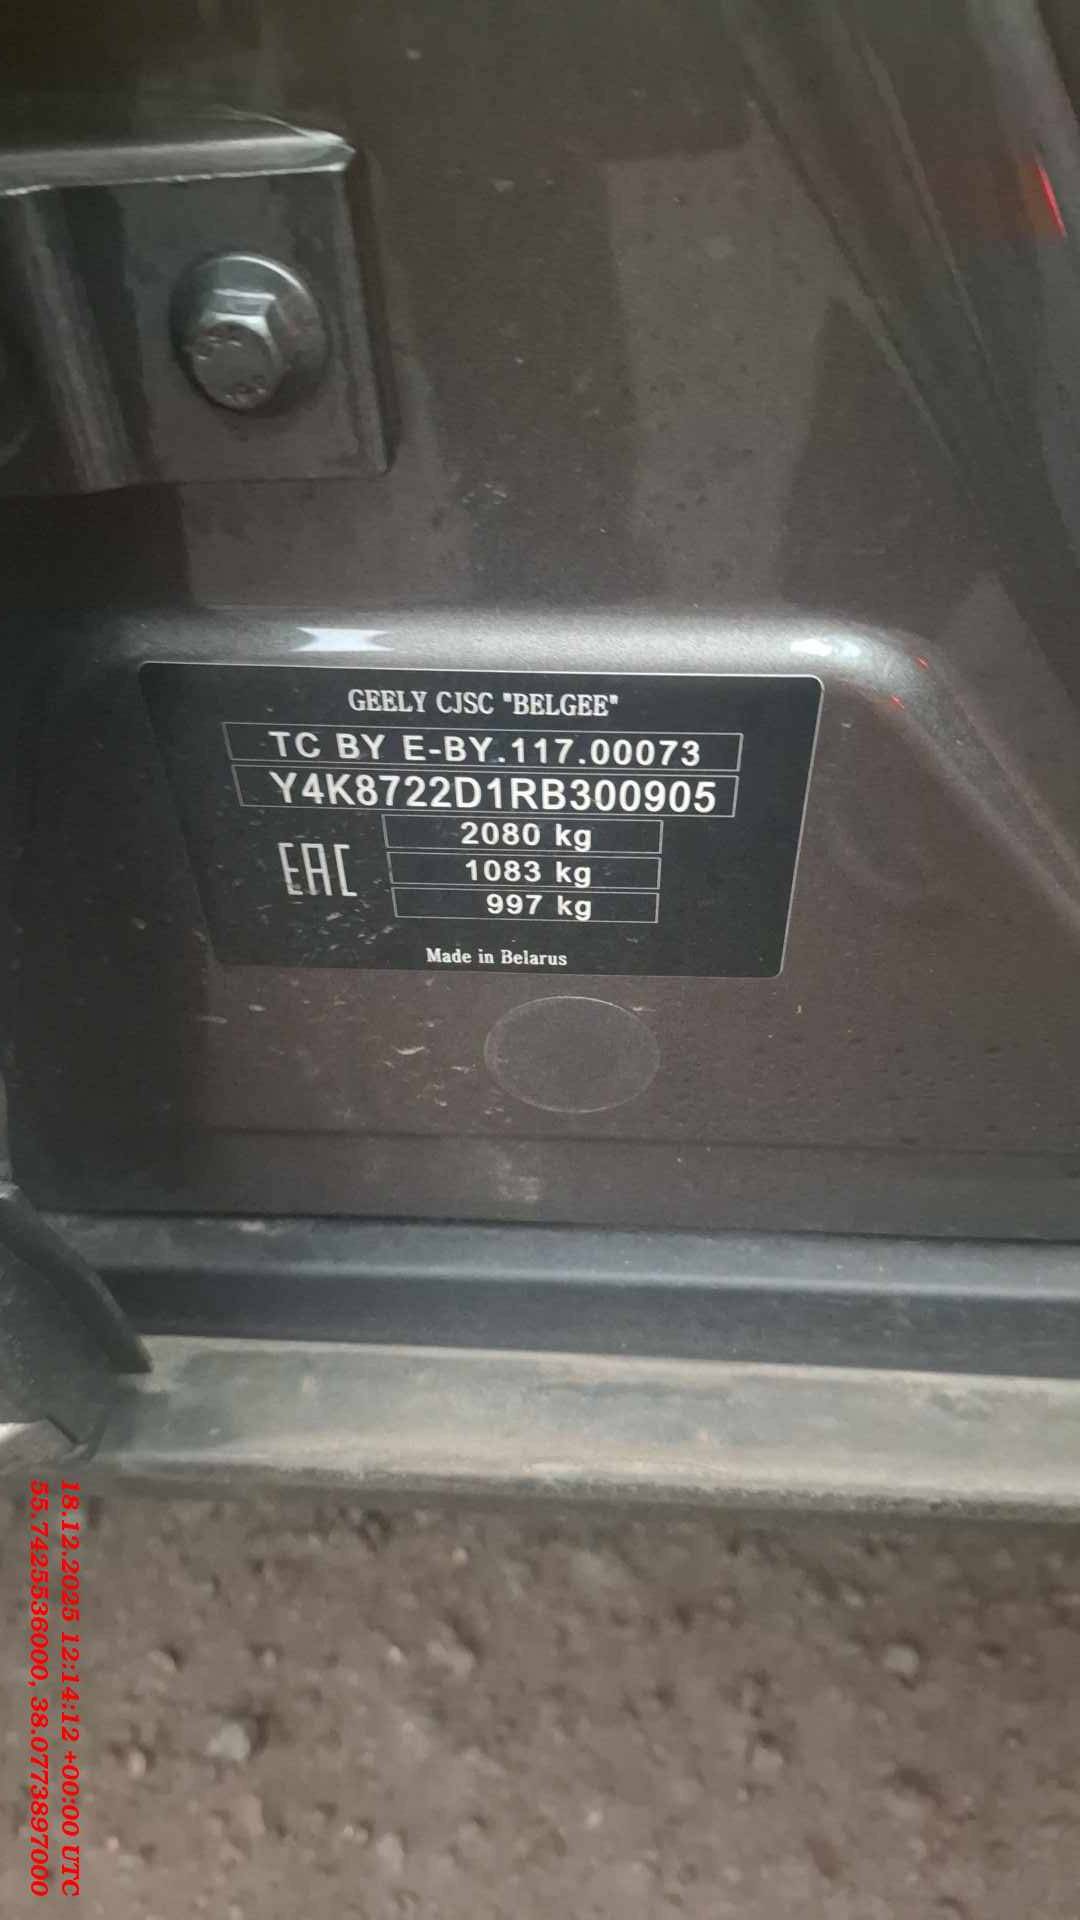 GEELY CJSC "BELGEE"
TC BY E-BY.117.00073
Y4K8722D1RB300905
2080 kg
EAC
1083 kg
997 kg
Made in Belarus
18.12.2025 12:14:12 +00:00 UTC
55.7425536000, 38.0773897000